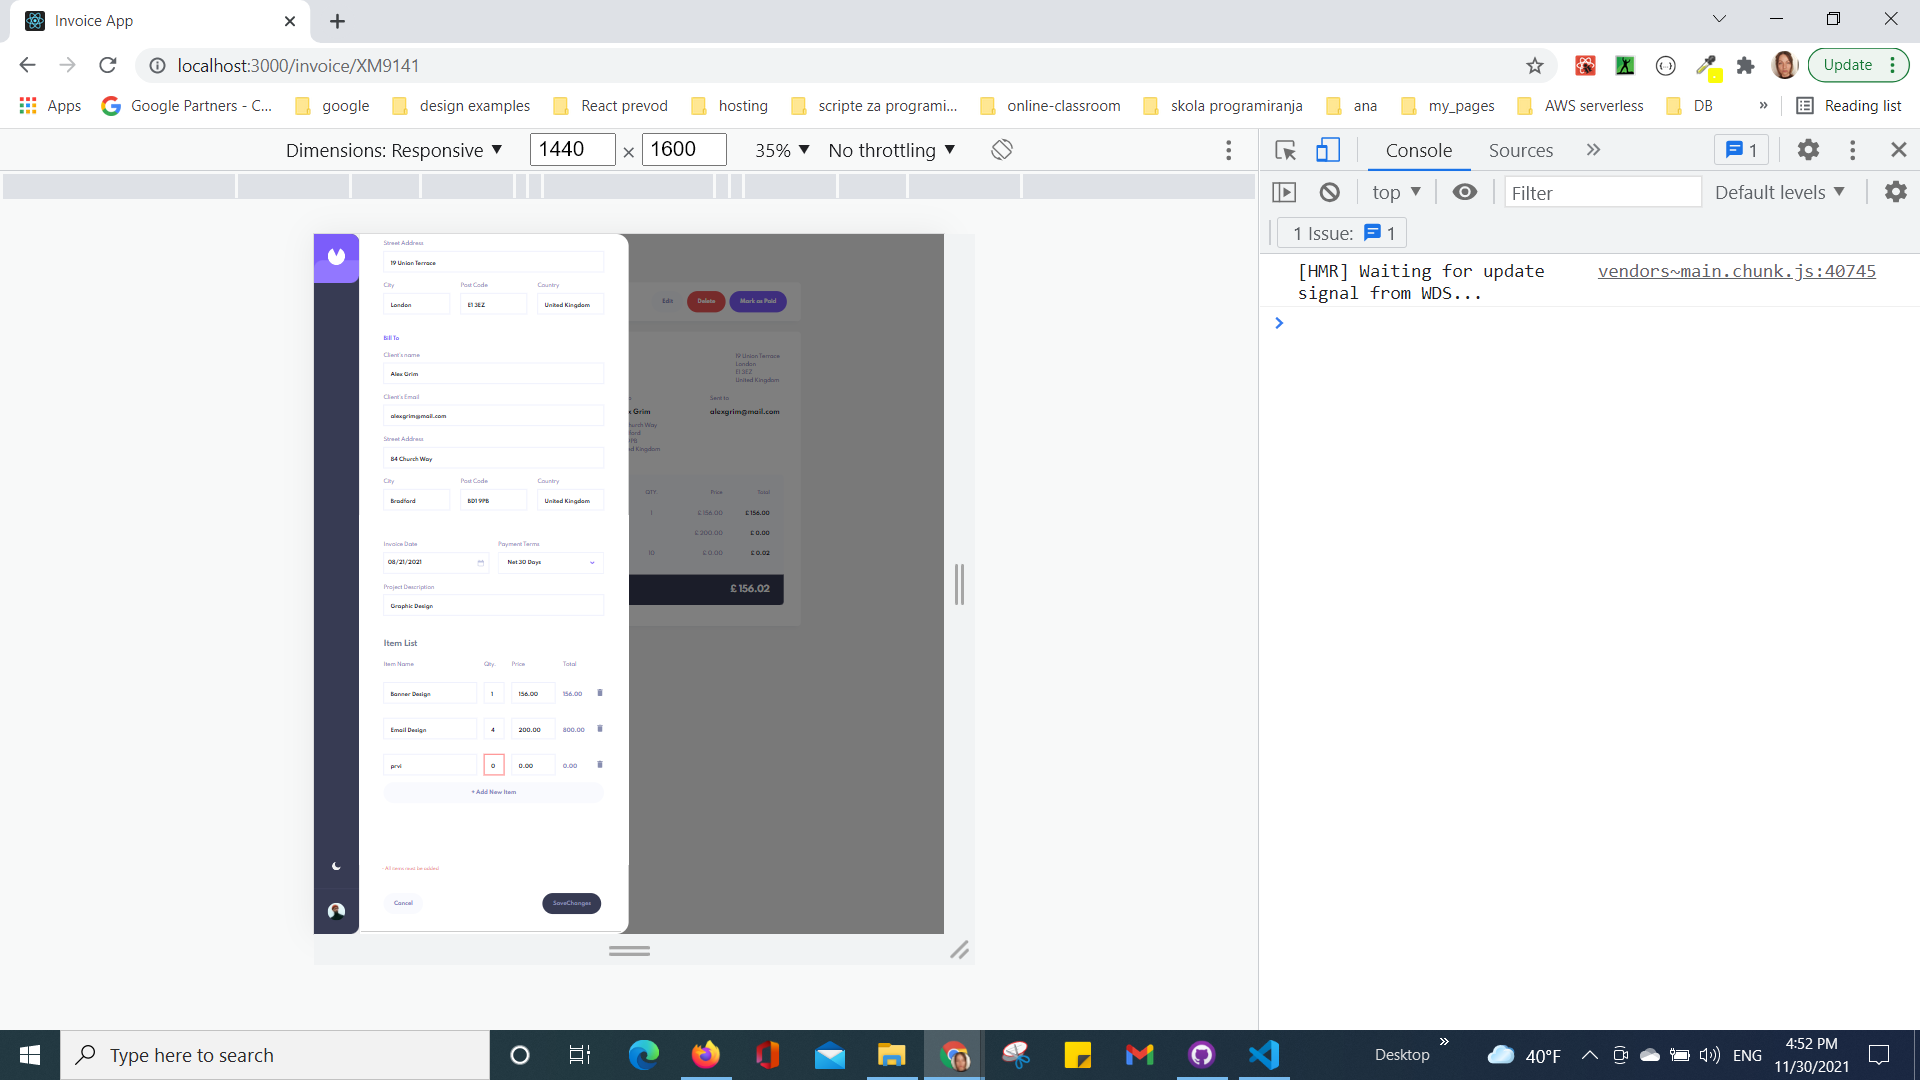 Invoice App
localhost:3000/invoice/XM9141
Update
Apps
Google Partners - C...
google
design examples
React prevod
hosting
scripte za programi...
online-classroom
skola programiranja
ana
my_pages
AWS serverless
DB
»
Reading list
Dimensions: Responsive
1440 × 1600
35%
No throttling
Console
Sources
1
top
Filter
Default levels
1 Issue: 1
[HMR] Waiting for update signal from WDS...
vendors~main.chunk.js:40745
Street Address
19 Union Terrace
City
Post Code
Country
London
E1 3EZ
United Kingdom
Bill To
Client's name
Alex Grim
Client's Email
alexgrim@mail.com
Street Address
84 Church Way
City
Post Code
Country
Bradford
BD1 9PB
United Kingdom
Invoice Date
Payment Terms
08/21/2021
Net 30 Days
Project Description
Graphic Design
Item List
Item Name
Qty.
Price
Total
Banner Design
1
156.00
156.00
Email Design
4
200.00
800.00
prvi
0
0.00
0.00
+ Add New Item
- All items must be added
Cancel
SaveChanges
Edit
Delete
Mark as Paid
19 Union Terrace
London
E1 3EZ
United Kingdom
Sent to
Grim
alexgrim@mail.com
hurch Way
ford
9PB
ed Kingdom
QTY
Price
Total
1
£ 156.00
£ 156.00
£ 200.00
£ 0.00
10
£ 0.00
£ 0.02
£ 156.02
Type here to search
Desktop
»
40°F
ENG
4:52 PM
11/30/2021